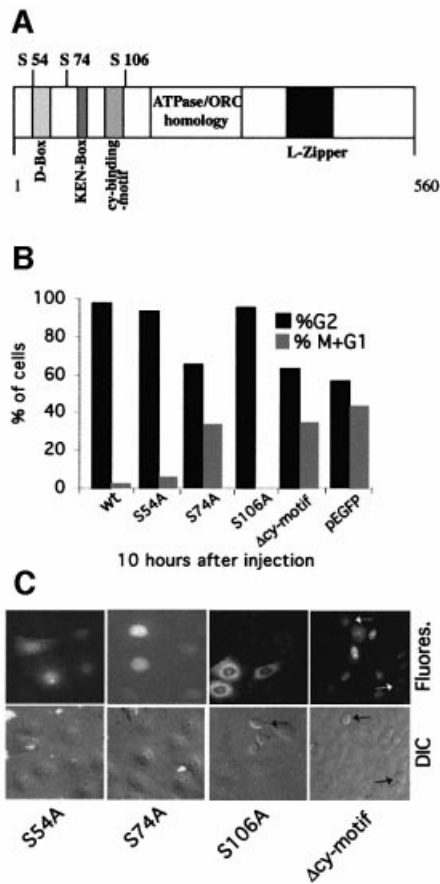 A
S 54 S 74 S 106
ATPase/ORC
homology
L-Zipper
D-Box
KEN-Box
cy-binding
-motif
1
560
B
100
80
60
40
20
0
% of cells
%G2
% M+G1
wt
S54A
S74A
S106A
Δcy-motif
pEGFP
10 hours after injection
C
Fluores.
DIC
S54A
S74A
S106A
Δcy-motif